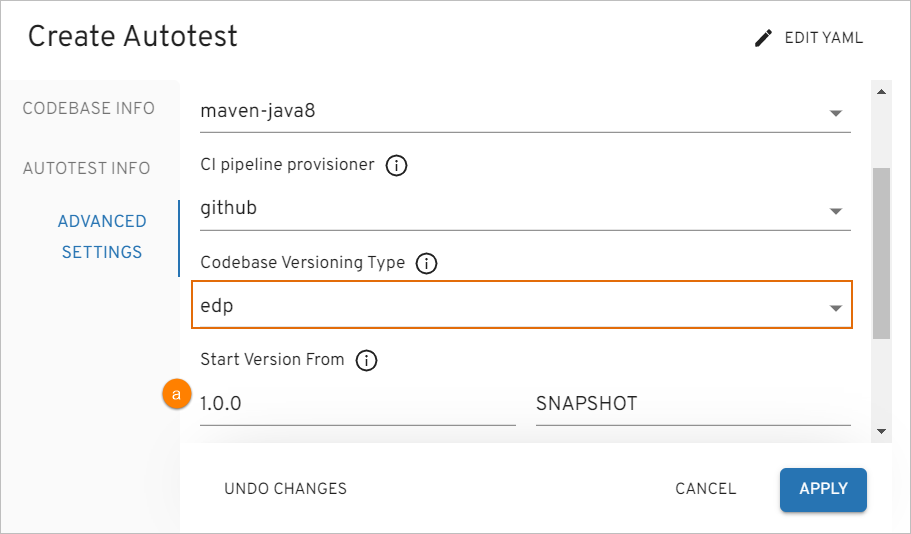 Create Autotest
EDIT YAML
CODEBASE INFO
AUTOTEST INFO
ADVANCED
SETTINGS
maven-java8
CI pipeline provisioner
github
Codebase Versioning Type
edp
Start Version From
a
1.0.0
SNAPSHOT
UNDO CHANGES
CANCEL
APPLY